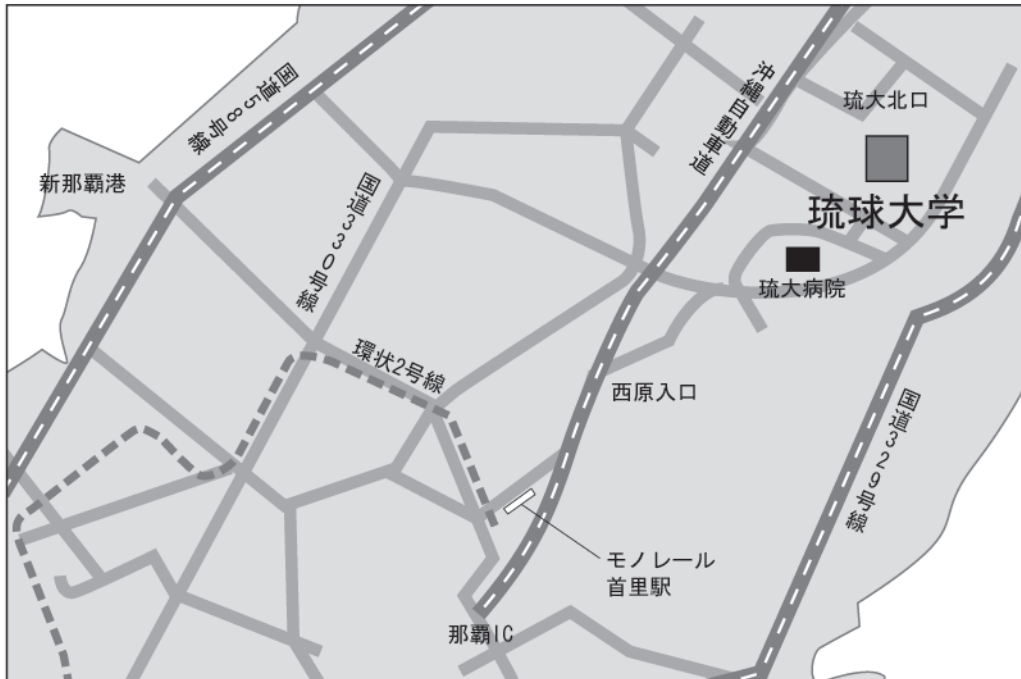 国道58号線
沖縄自動車道
琉大北口
新那覇港
国道330号線
琉球大学
琉大病院
環状2号線
西原入口
国道329号線
モノレール
首里駅
那覇IC